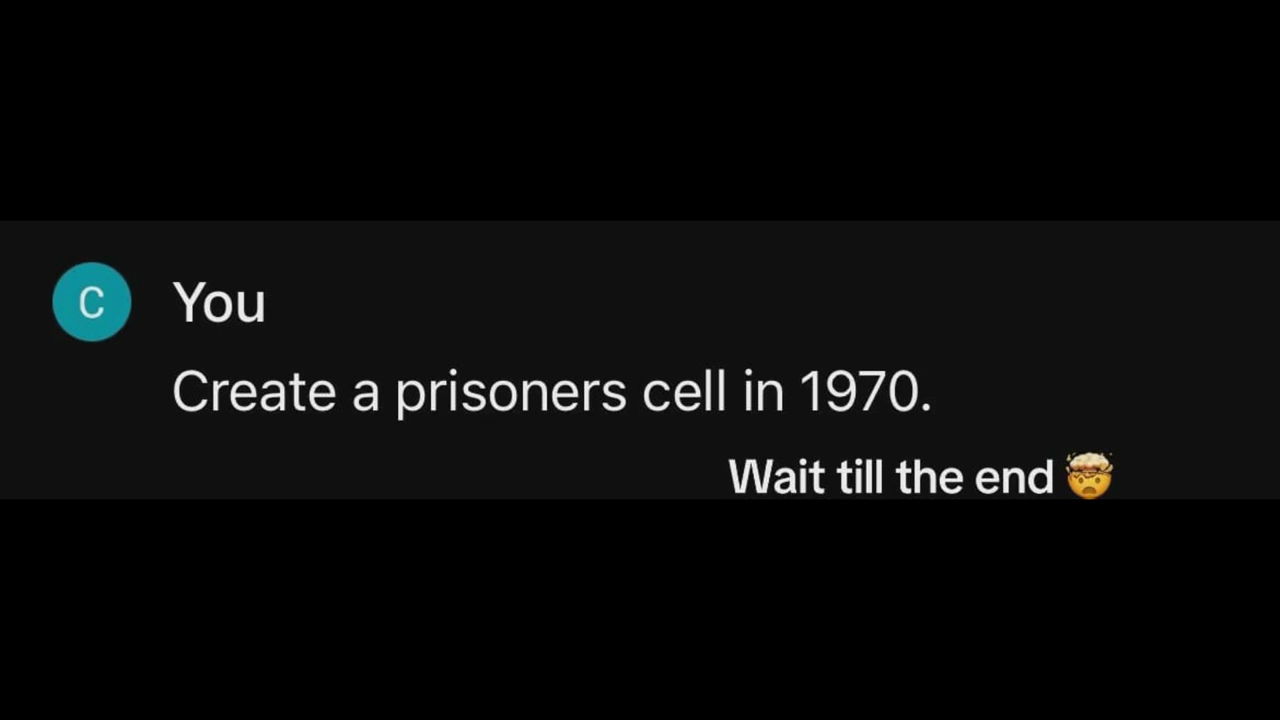 C
You
Create a prisoners cell in 1970.
Wait till the end 🤯